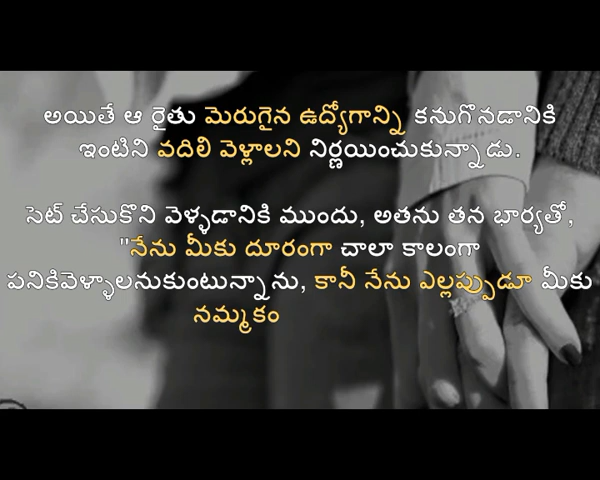 అయితే ఆ రైతు మెరుగైన ఉద్యోగాన్ని కనుగొనడానికి
ఇంటిని వదిలి వెళ్లాలని నిర్ణయించుకున్నాడు.
సెట్ చేసుకొని వెళ్ళడానికి ముందు, అతను తన భార్యతో,
"నేను మీకు దూరంగా చాలా కాలంగా
పనికివెళ్ళాలనుకుంటున్నాను, కానీ నేను ఎల్లప్పుడూ మీకు
నమ్మకం